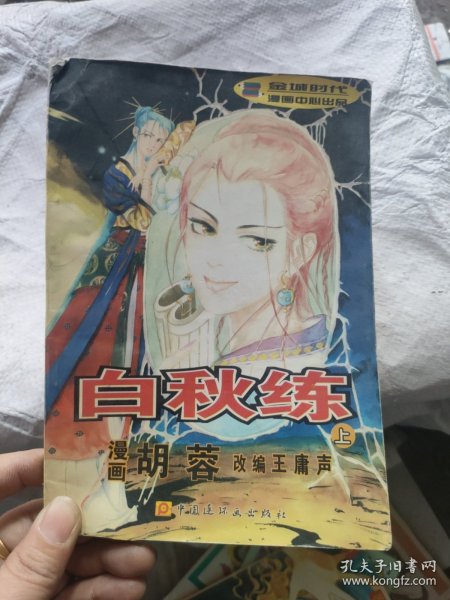 金城时代
漫画中心出品
白秋练
上
漫画 胡蓉 改编王庸声
中国连环画出版社
孔夫子旧书网
www.kongfz.com